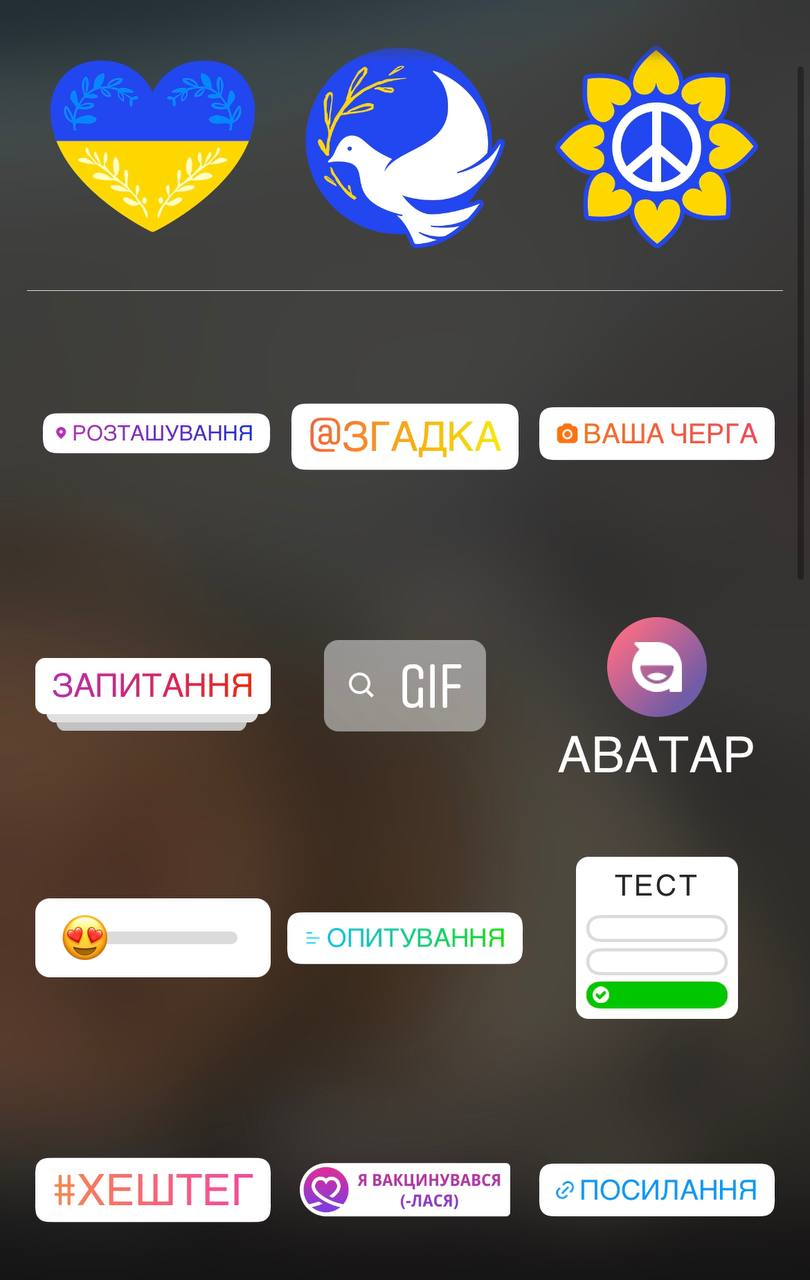 РОЗТАШУВАННЯ
@ЗГАДКА
ВАША ЧЕРГА
ЗАПИТАННЯ
GIF
АВАТАР
ОПИТУВАННЯ
ТЕСТ
#ХЕШТЕГ
Я ВАКЦИНУВАВСЯ
(-ЛАСЯ)
ПОСИЛАННЯ